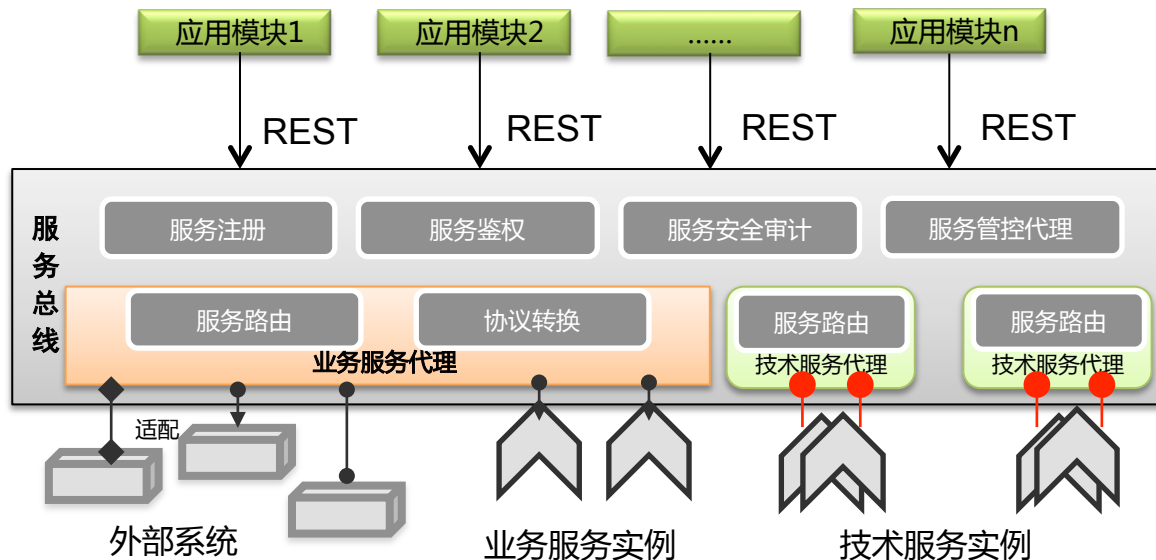 应用模块1
应用模块2
......
应用模块n
REST
REST
REST
REST
服务总线
服务注册
服务鉴权
服务安全审计
服务管控代理
服务路由
协议转换
业务服务代理
服务路由
技术服务代理
服务路由
技术服务代理
适配
外部系统
业务服务实例
技术服务实例